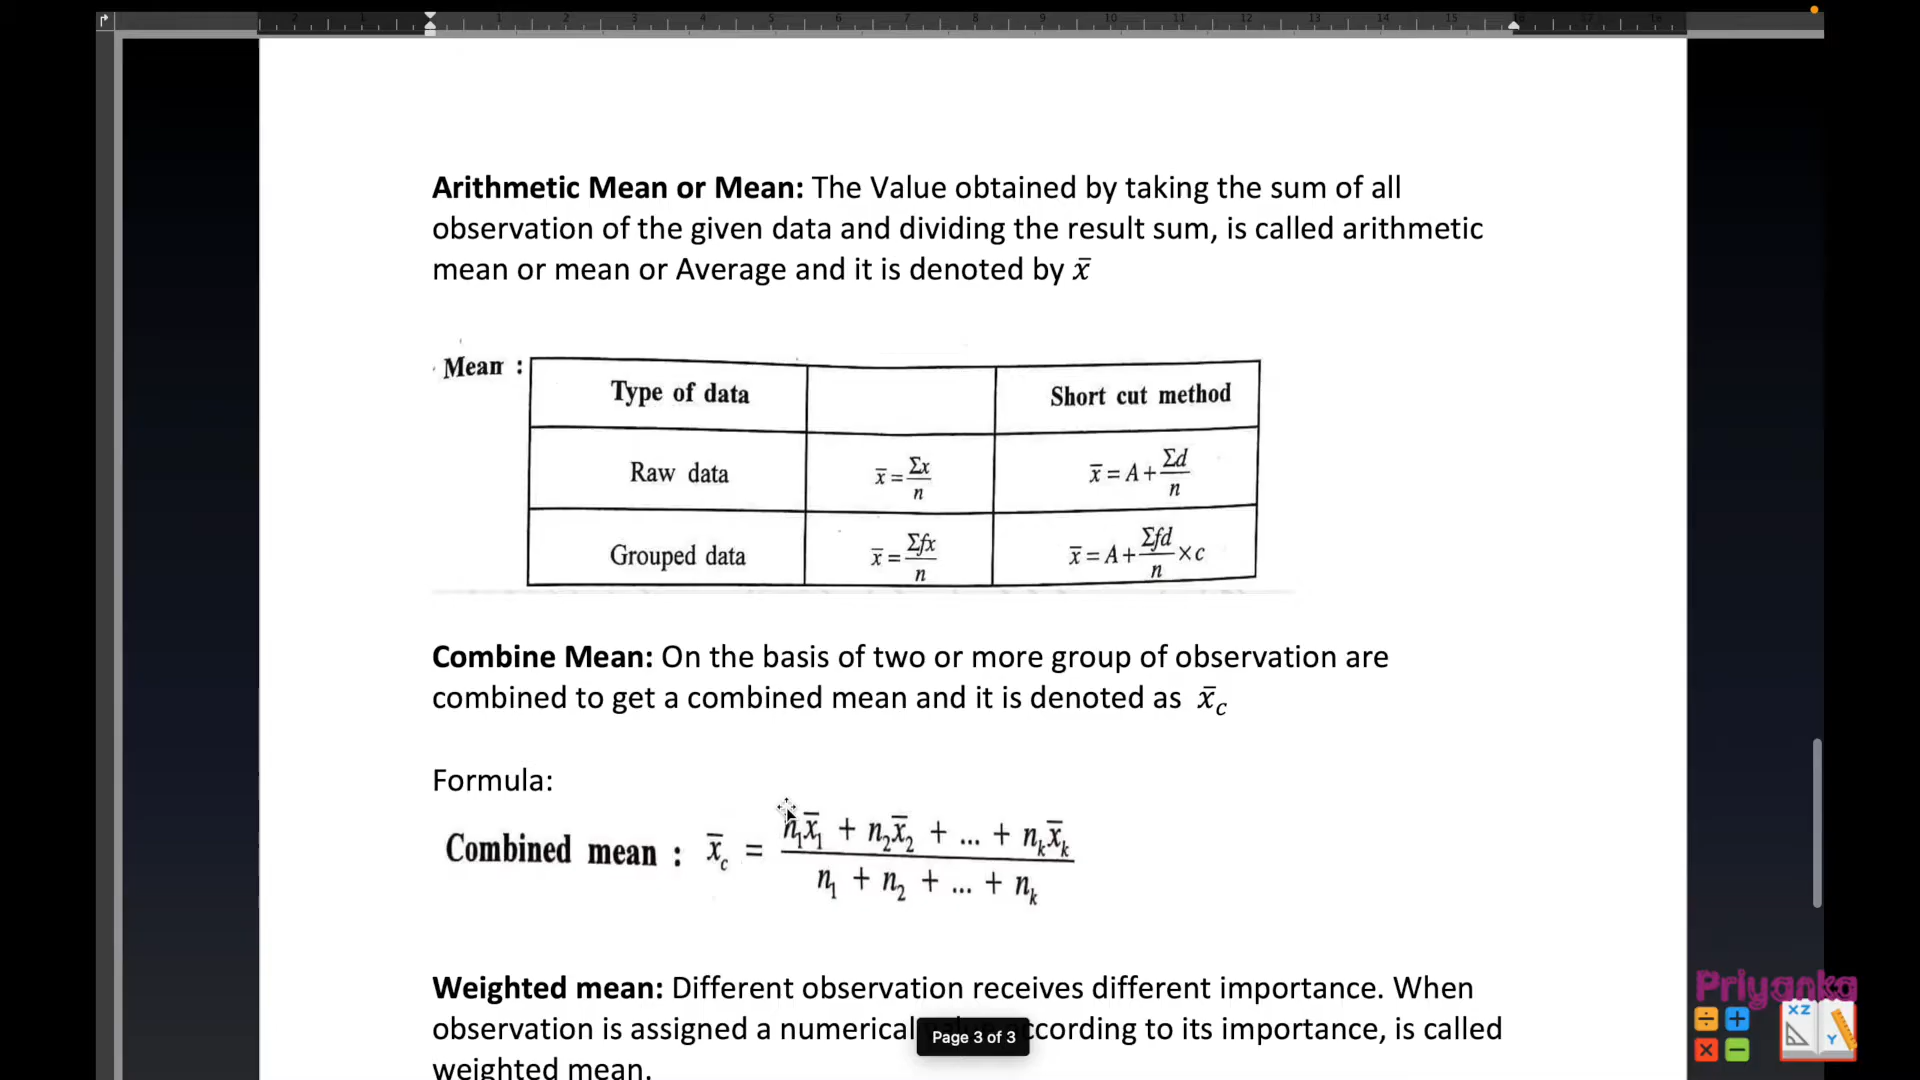 Arithmetic Mean or Mean: The Value obtained by taking the sum of all
observation of the given data and dividing the result sum, is called arithmetic
mean or mean or Average and it is denoted by x̄
Mean :
Type of data Short cut method
Raw data x̄ = Σx/n x̄ = A + Σd/n
Grouped data x̄ = Σfx/n x̄ = A + Σfd/n × c
Combine Mean: On the basis of two or more group of observation are
combined to get a combined mean and it is denoted as x̄c
Formula:
Combined mean : x̄c = n1x̄1 + n2x̄2 + ... + nkx̄k
n1 + n2 + ... + nk
Weighted mean: Different observation receives different importance. When
observation is assigned a numerical ccording to its importance, is called
Page 3 of 3
weighted mean.
Priyanka
XZ
Y